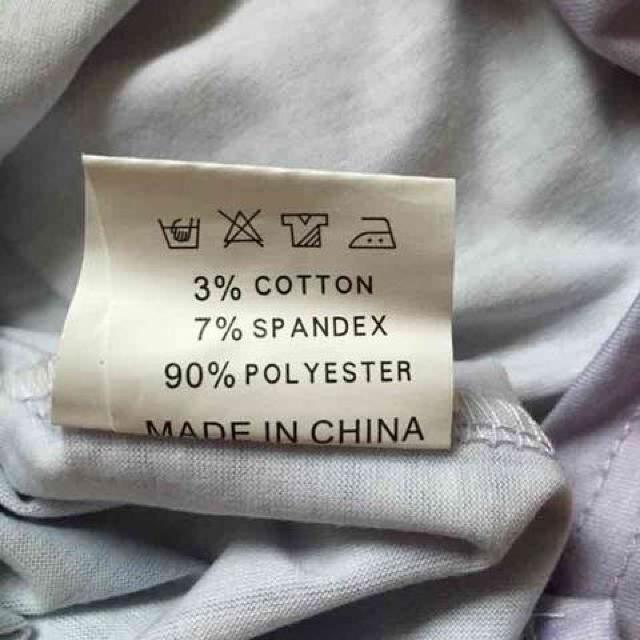 3% COTTON
7% SPANDEX
90% POLYESTER
MADE IN CHINA